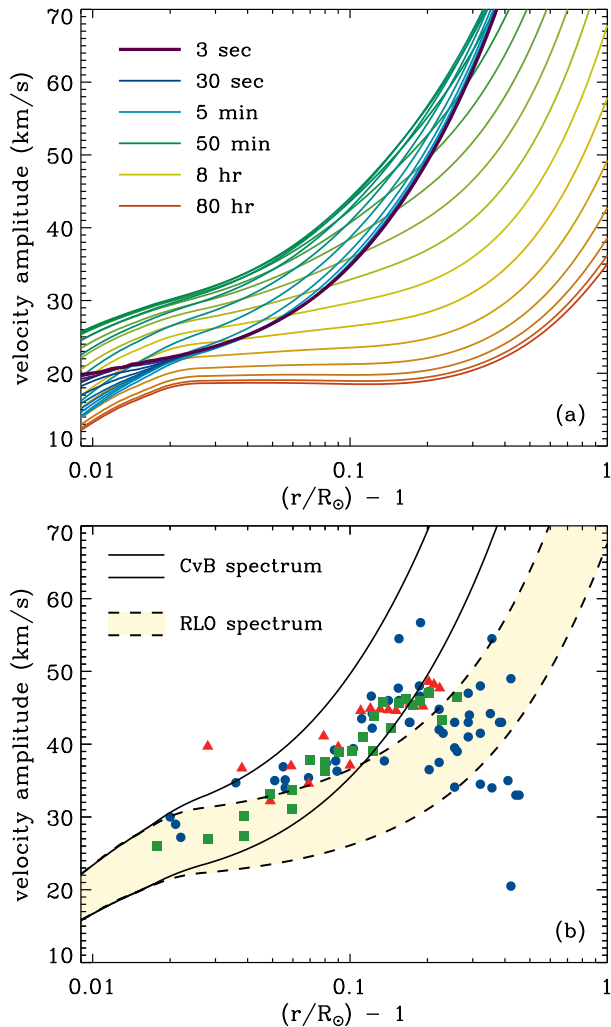 70
60
50
40
30
20
10
velocity amplitude (km/s)
3 sec
30 sec
5 min
50 min
8 hr
80 hr
(a)
0.01 0.1 1
(r/R☉) − 1
70
60
50
40
30
20
10
velocity amplitude (km/s)
CvB spectrum
RLO spectrum
(b)
0.01 0.1 1
(r/R☉) − 1